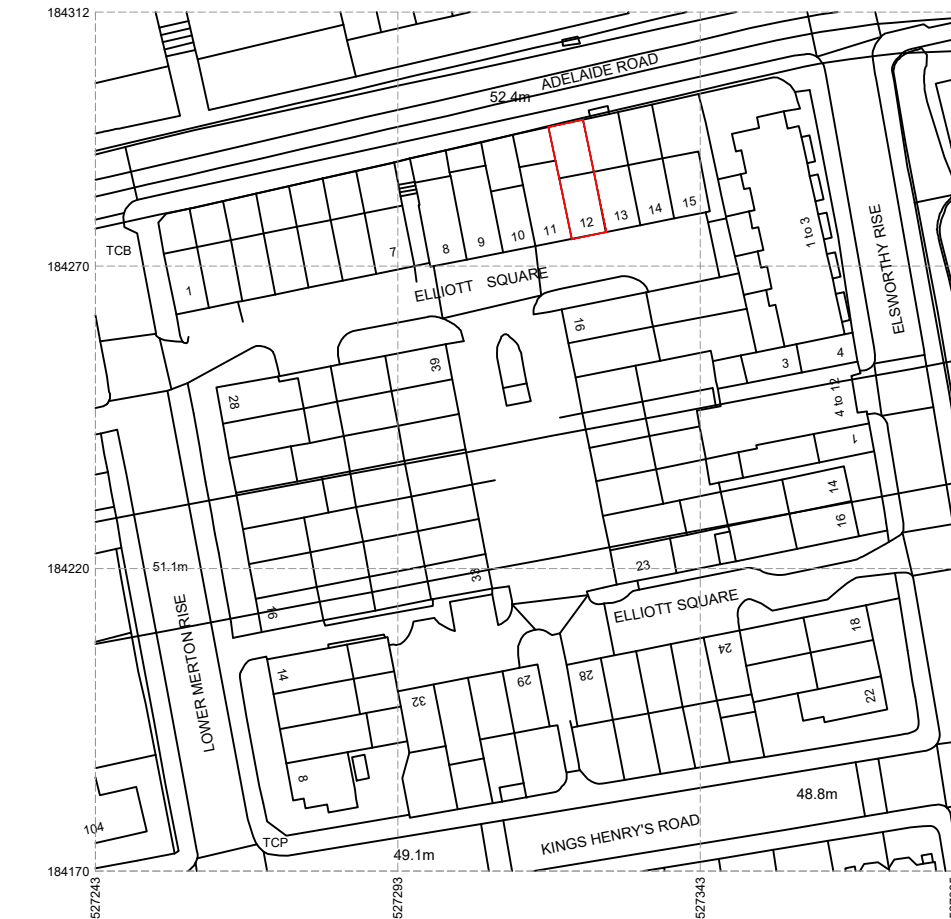 184312
ADELAIDE ROAD
52.4m
TCB
1
7
8
9
10
11
12
13
14
15
1 to 3
ELSWORTHY RISE
184270
ELLIOTT SQUARE
16
39
28
3
4
4 to 12
1
14
16
184220
51.1m
33
23
ELLIOTT SQUARE
16
LOWER MERTON RISE
14
32
29
28
24
18
22
8
48.8m
104
TCP
49.1m
KINGS HENRY'S ROAD
184170
527243
527293
527343